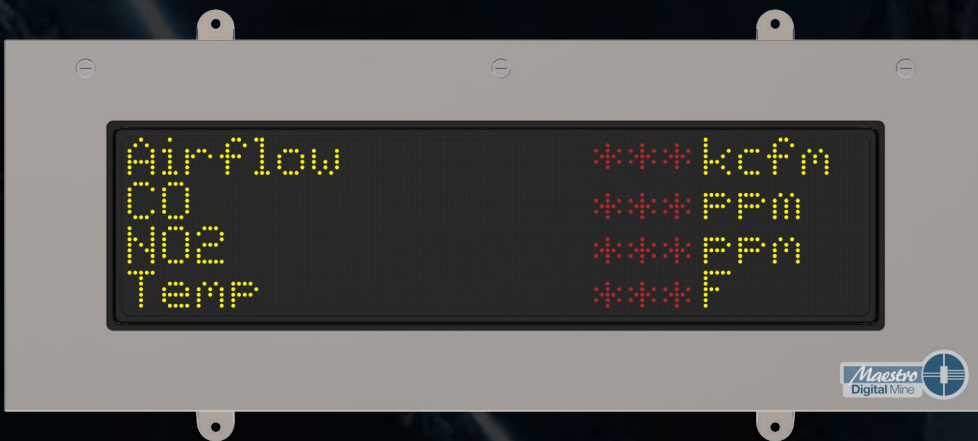 Airflow *** kcfm
CO *** PPM
NO2 *** PPM
Temp *** F
Maestro
Digital Mine